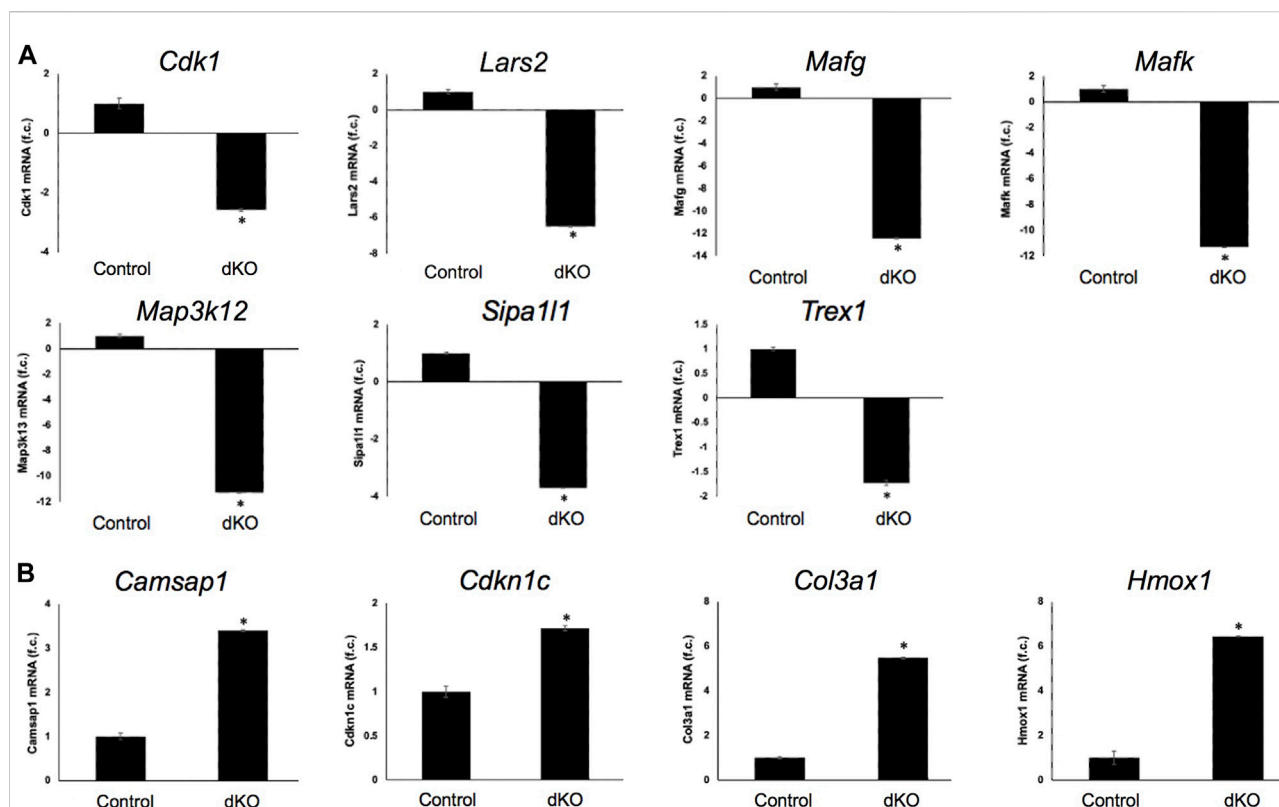 A
Cdk1
Cdk1 mRNA (f.c.)
2
0
-2
-4
Control dKO
*
Lars2
Lars2 mRNA (f.c.)
2
0
-2
-4
-6
-8
Control dKO
*
Mafg
Mafg mRNA (f.c.)
2
0
-2
-4
-6
-8
-10
-12
-14
Control dKO
*
Mafk
Mafk mRNA (f.c.)
2
0
-2
-4
-6
-8
-10
-12
Control dKO
*
Map3k12
Map3k13 mRNA (f.c.)
2
0
-2
-4
-6
-8
-10
-12
Control dKO
*
Sipa1l1
Sipa1l1 mRNA (f.c.)
2
0
-2
-4
Control dKO
*
Trex1
Trex1 mRNA (f.c.)
1.5
1
0.5
0
-0.5
-1
-1.5
-2
Control dKO
*
B
Camsap1
Camsap1 mRNA (f.c.)
4
3
2
1
0
Control dKO
*
Cdkn1c
Cdkn1c mRNA (f.c.)
2
1.5
1
0.5
0
Control dKO
*
Col3a1
Col3a1 mRNA (f.c.)
8
6
4
2
0
Control dKO
*
Hmox1
Hmox1 mRNA (f.c.)
8
6
4
2
0
Control dKO
*